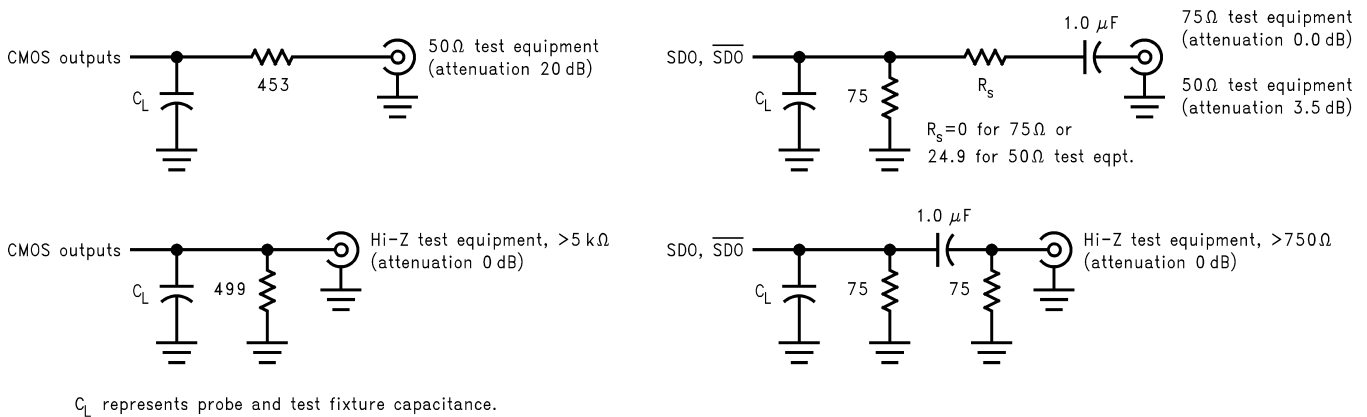 CMOS outputs
C_L
453
50Ω test equipment
(attenuation 20 dB)
SDO, S̅D̅O̅
C_L
75
R_s
1.0 μF
75Ω test equipment
(attenuation 0.0 dB)
50Ω test equipment
(attenuation 3.5 dB)
R_s=0 for 75Ω or
24.9 for 50Ω test eqpt.
CMOS outputs
C_L
499
Hi-Z test equipment, >5 kΩ
(attenuation 0 dB)
SDO, S̅D̅O̅
C_L
75
1.0 μF
75
Hi-Z test equipment, >750Ω
(attenuation 0 dB)
C_L represents probe and test fixture capacitance.